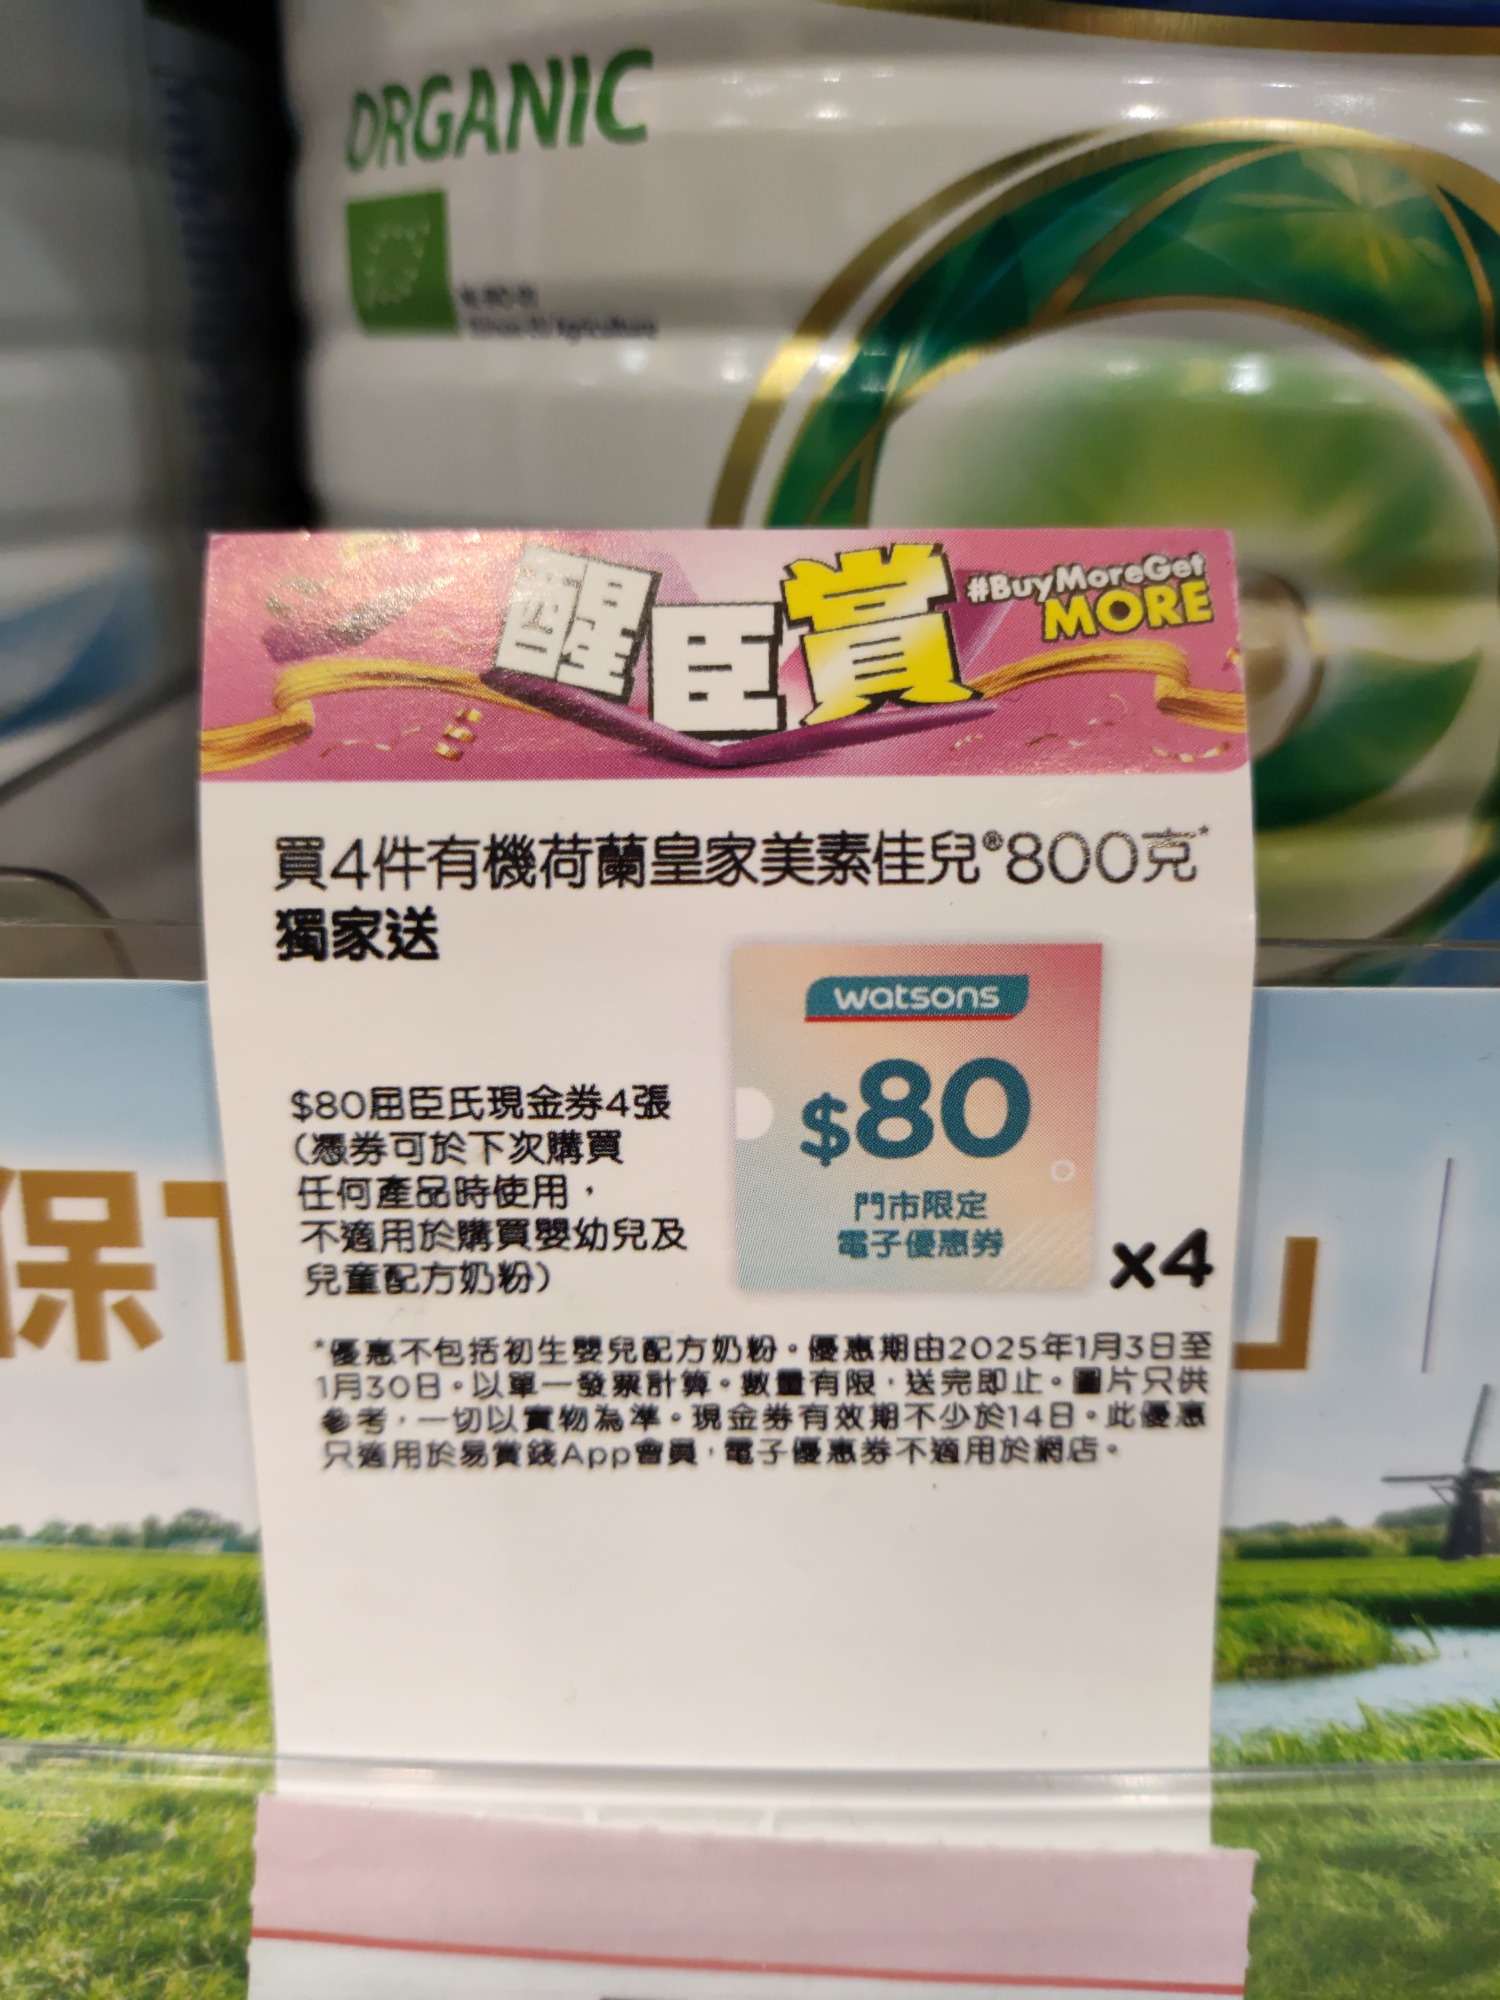 ORGANIC
醒臣賞
#BuyMoreGet
MORE
買4件有機荷蘭皇家美素佳兒®800克*
獨家送
watsons
$80
門市限定
電子優惠券
x4
$80屈臣氏現金券4張
(憑券可於下次購買
任何產品時使用，
不適用於購買嬰幼兒及
兒童配方奶粉)
*優惠不包括初生嬰兒配方奶粉。優惠期由2025年1月3日至
1月30日。以單一發票計算。數量有限，送完即止。圖片只供
參考，一切以實物為準。現金券有效期不少於14日。此優惠
只適用於易賞錢App會員，電子優惠券不適用於網店。
保